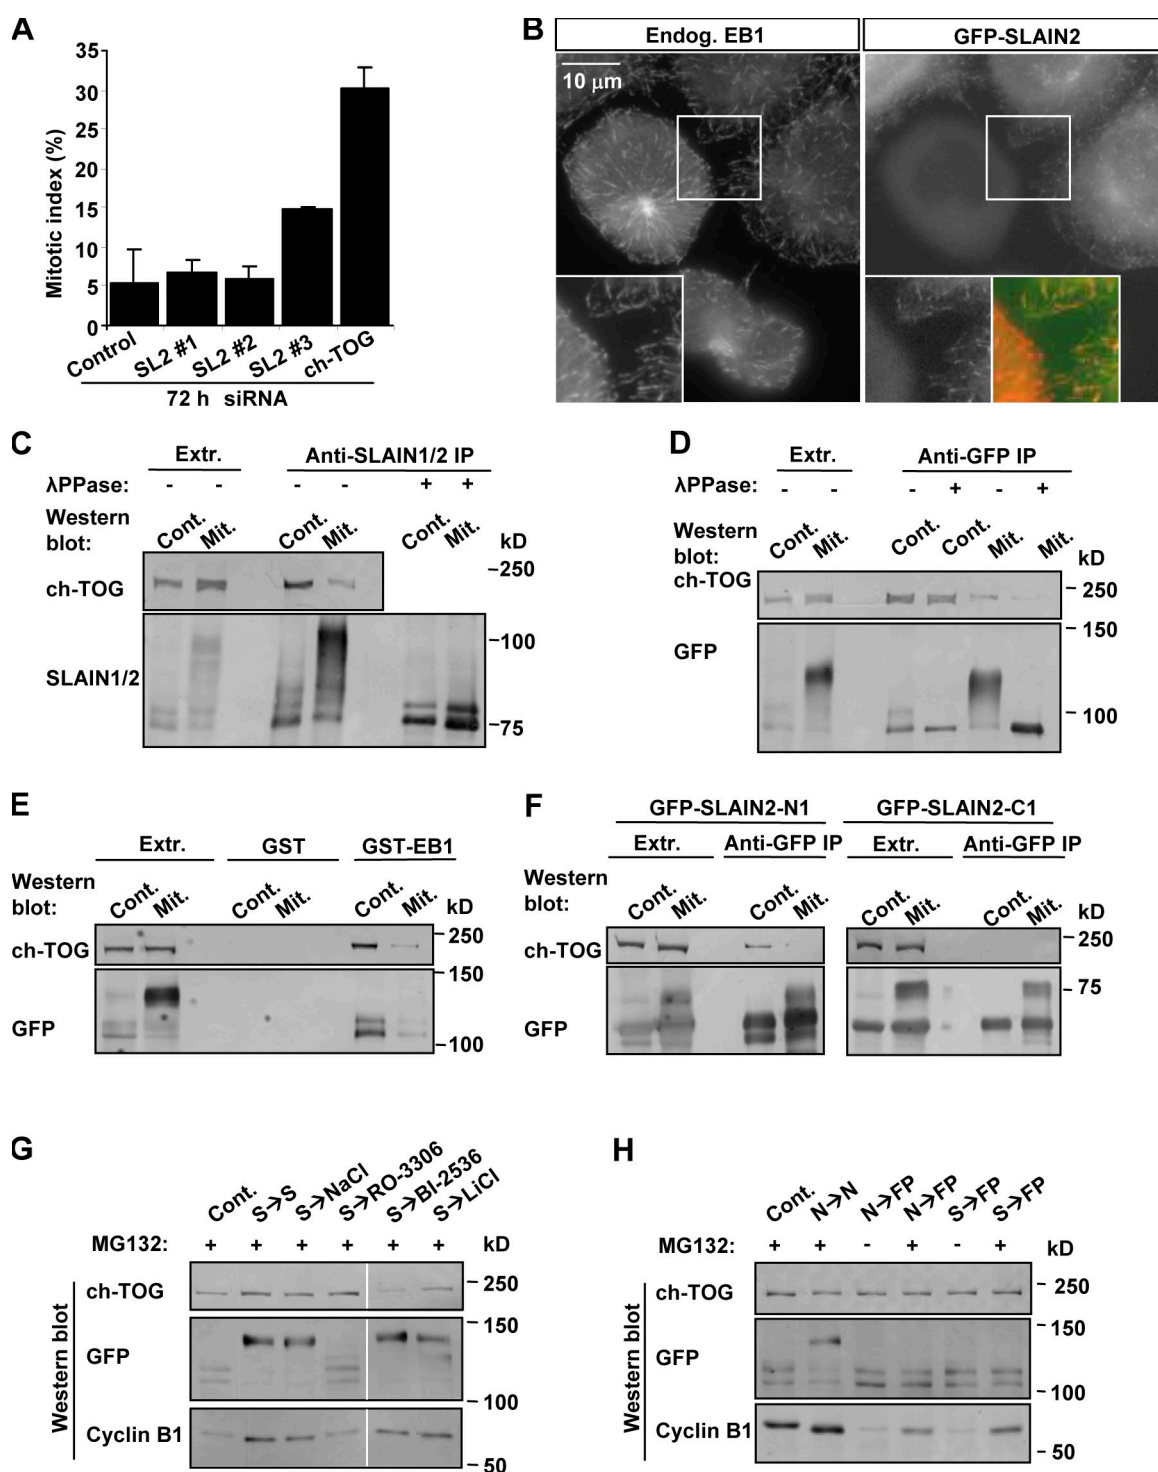 A
Mitotic index (%)
35
30
25
20
15
10
5
0
Control
SL2 #1
SL2 #2
SL2 #3
ch-TOG
72 h siRNA
B
Endog. EB1
GFP-SLAIN2
10 μm
C
Extr.
Anti-SLAIN1/2 IP
λPPase: - - - - + +
Western blot:
Cont. Mit. Cont. Mit. Cont. Mit.
kD
ch-TOG
250
SLAIN1/2
100
75
D
Extr.
Anti-GFP IP
λPPase: - - - + - +
Western blot:
Cont. Mit. Cont. Cont. Mit. Mit.
kD
ch-TOG
250
150
GFP
100
E
Extr.
GST
GST-EB1
Western blot:
Cont. Mit. Cont. Mit. Cont. Mit.
kD
250
ch-TOG
150
GFP
100
F
GFP-SLAIN2-N1
GFP-SLAIN2-C1
Extr.
Anti-GFP IP
Extr.
Anti-GFP IP
Western blot:
Cont. Mit. Cont. Mit. Cont. Mit. Cont. Mit.
kD
ch-TOG
250
75
GFP
G
Cont. S→S S→NaCl S→RO-3306 S→BI-2536 S→LiCl
MG132: + + + + + +
kD
Western blot
ch-TOG
250
150
GFP
100
Cyclin B1
50
H
Cont. N→N N→FP N→FP S→FP S→FP
MG132: + + - + - +
kD
Western blot
ch-TOG
250
150
GFP
100
Cyclin B1
50